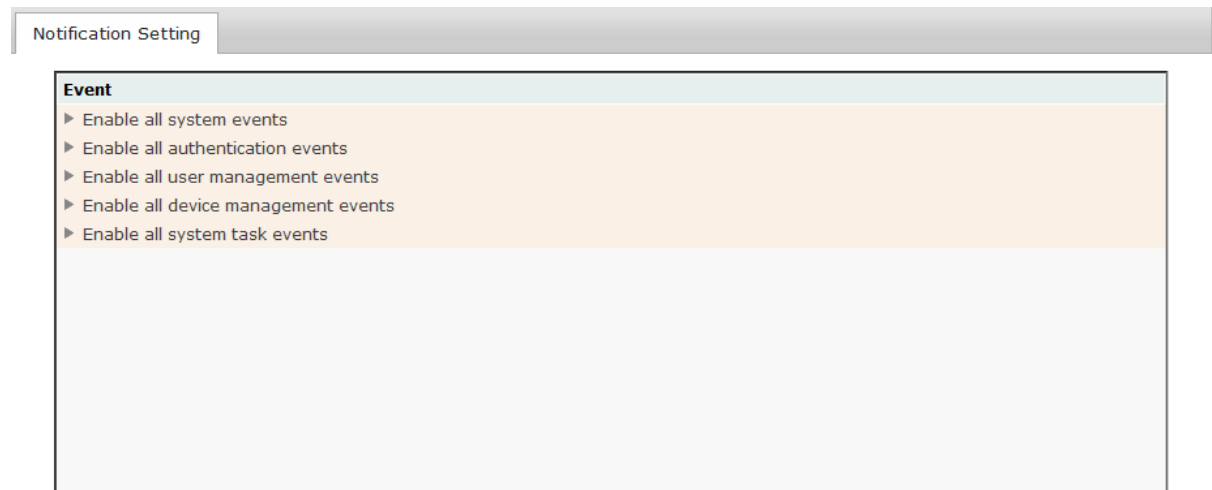 Notification Setting
Event
Enable all system events
Enable all authentication events
Enable all user management events
Enable all device management events
Enable all system task events